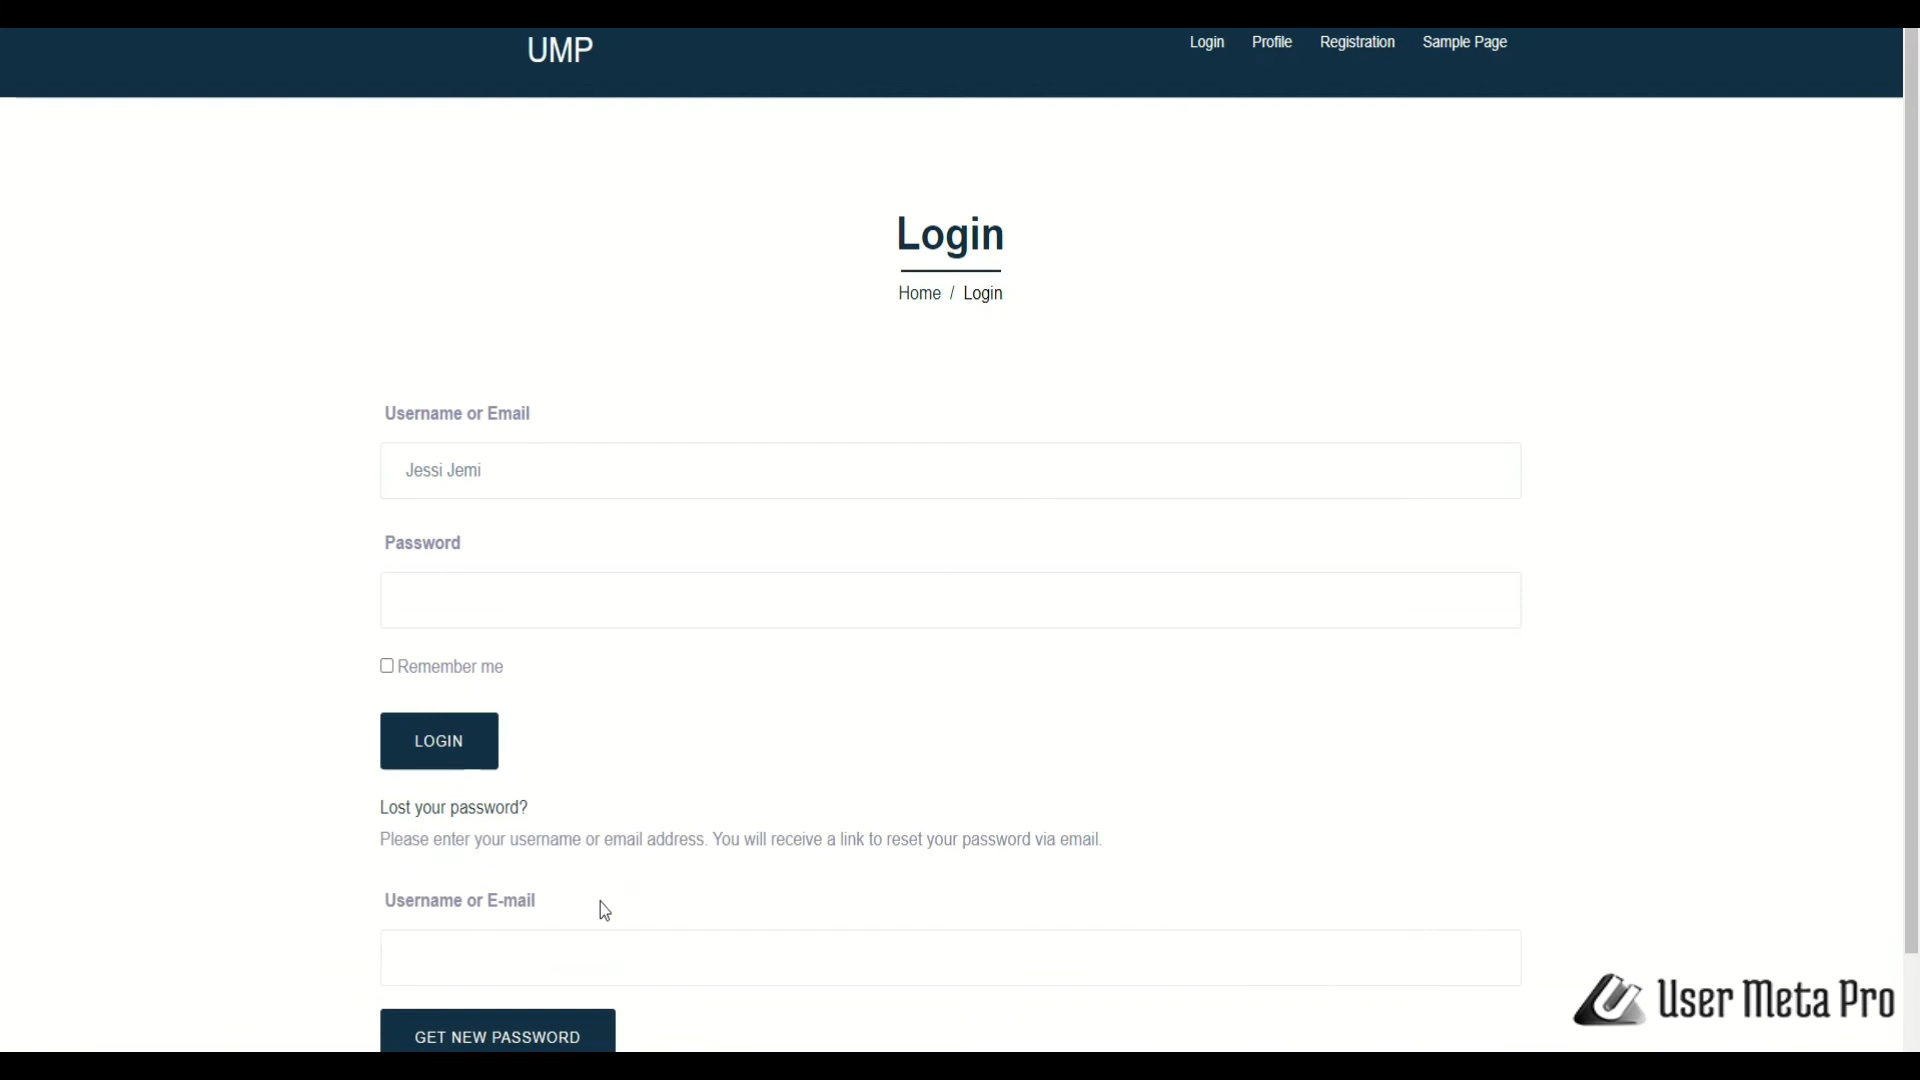 UMP
Login Profile Registration Sample Page
Login
Home / Login
Username or Email
Jessi Jemi
Password
Remember me
LOGIN
Lost your password?
Please enter your username or email address. You will receive a link to reset your password via email.
Username or E-mail
User Meta Pro
GET NEW PASSWORD